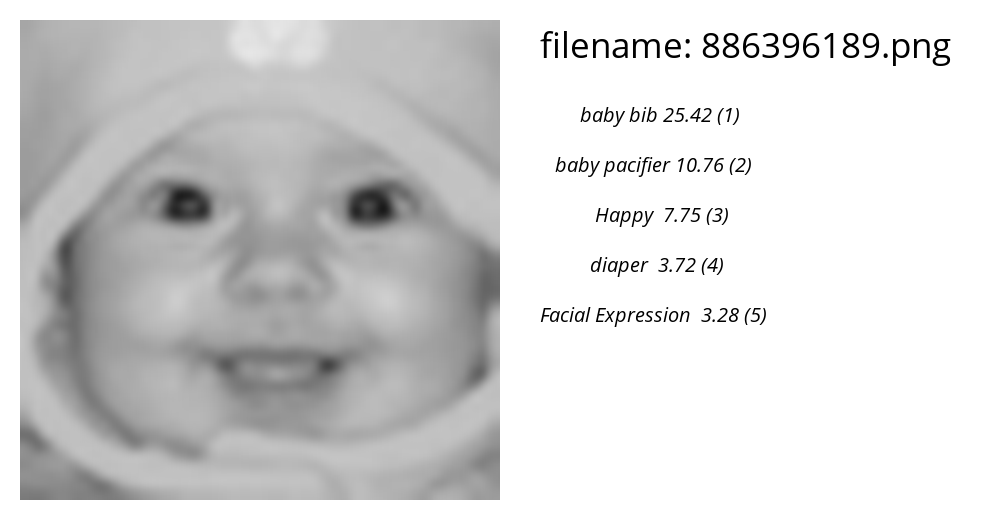 filename: 886396189.png
baby bib 25.42 (1)
baby pacifier 10.76 (2)
Happy  7.75 (3)
diaper  3.72 (4)
Facial Expression  3.28 (5)